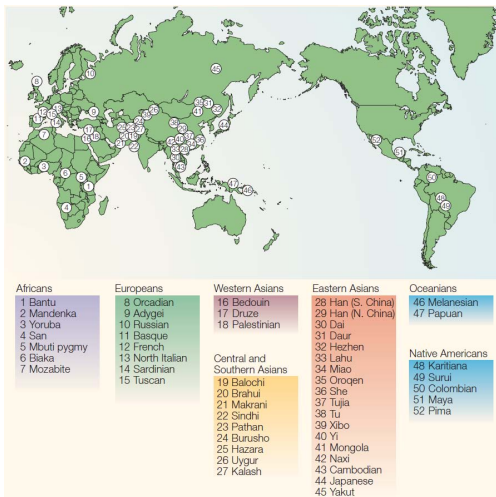 Africans
1 Bantu
2 Mandenka
3 Yoruba
4 San
5 Mbuti pygmy
6 Biaka
7 Mozabite
Europeans
8 Orcadian
9 Adygei
10 Russian
11 Basque
12 French
13 North Italian
14 Sardinian
15 Tuscan
Western Asians
16 Bedouin
17 Druze
18 Palestinian
Central and
Southern Asians
19 Balochi
20 Brahui
21 Makrani
22 Sindhi
23 Pathan
24 Burusho
25 Hazara
26 Uygur
27 Kalash
Eastern Asians
28 Han (S. China)
29 Han (N. China)
30 Dai
31 Daur
32 Hezhen
33 Lahu
34 Miao
35 Oroqen
36 She
37 Tujia
38 Tu
39 Xibo
40 Yi
41 Mongola
42 Naxi
43 Cambodian
44 Japanese
45 Yakut
Oceanians
46 Melanesian
47 Papuan
Native Americans
48 Karitiana
49 Surui
50 Colombian
51 Maya
52 Pima